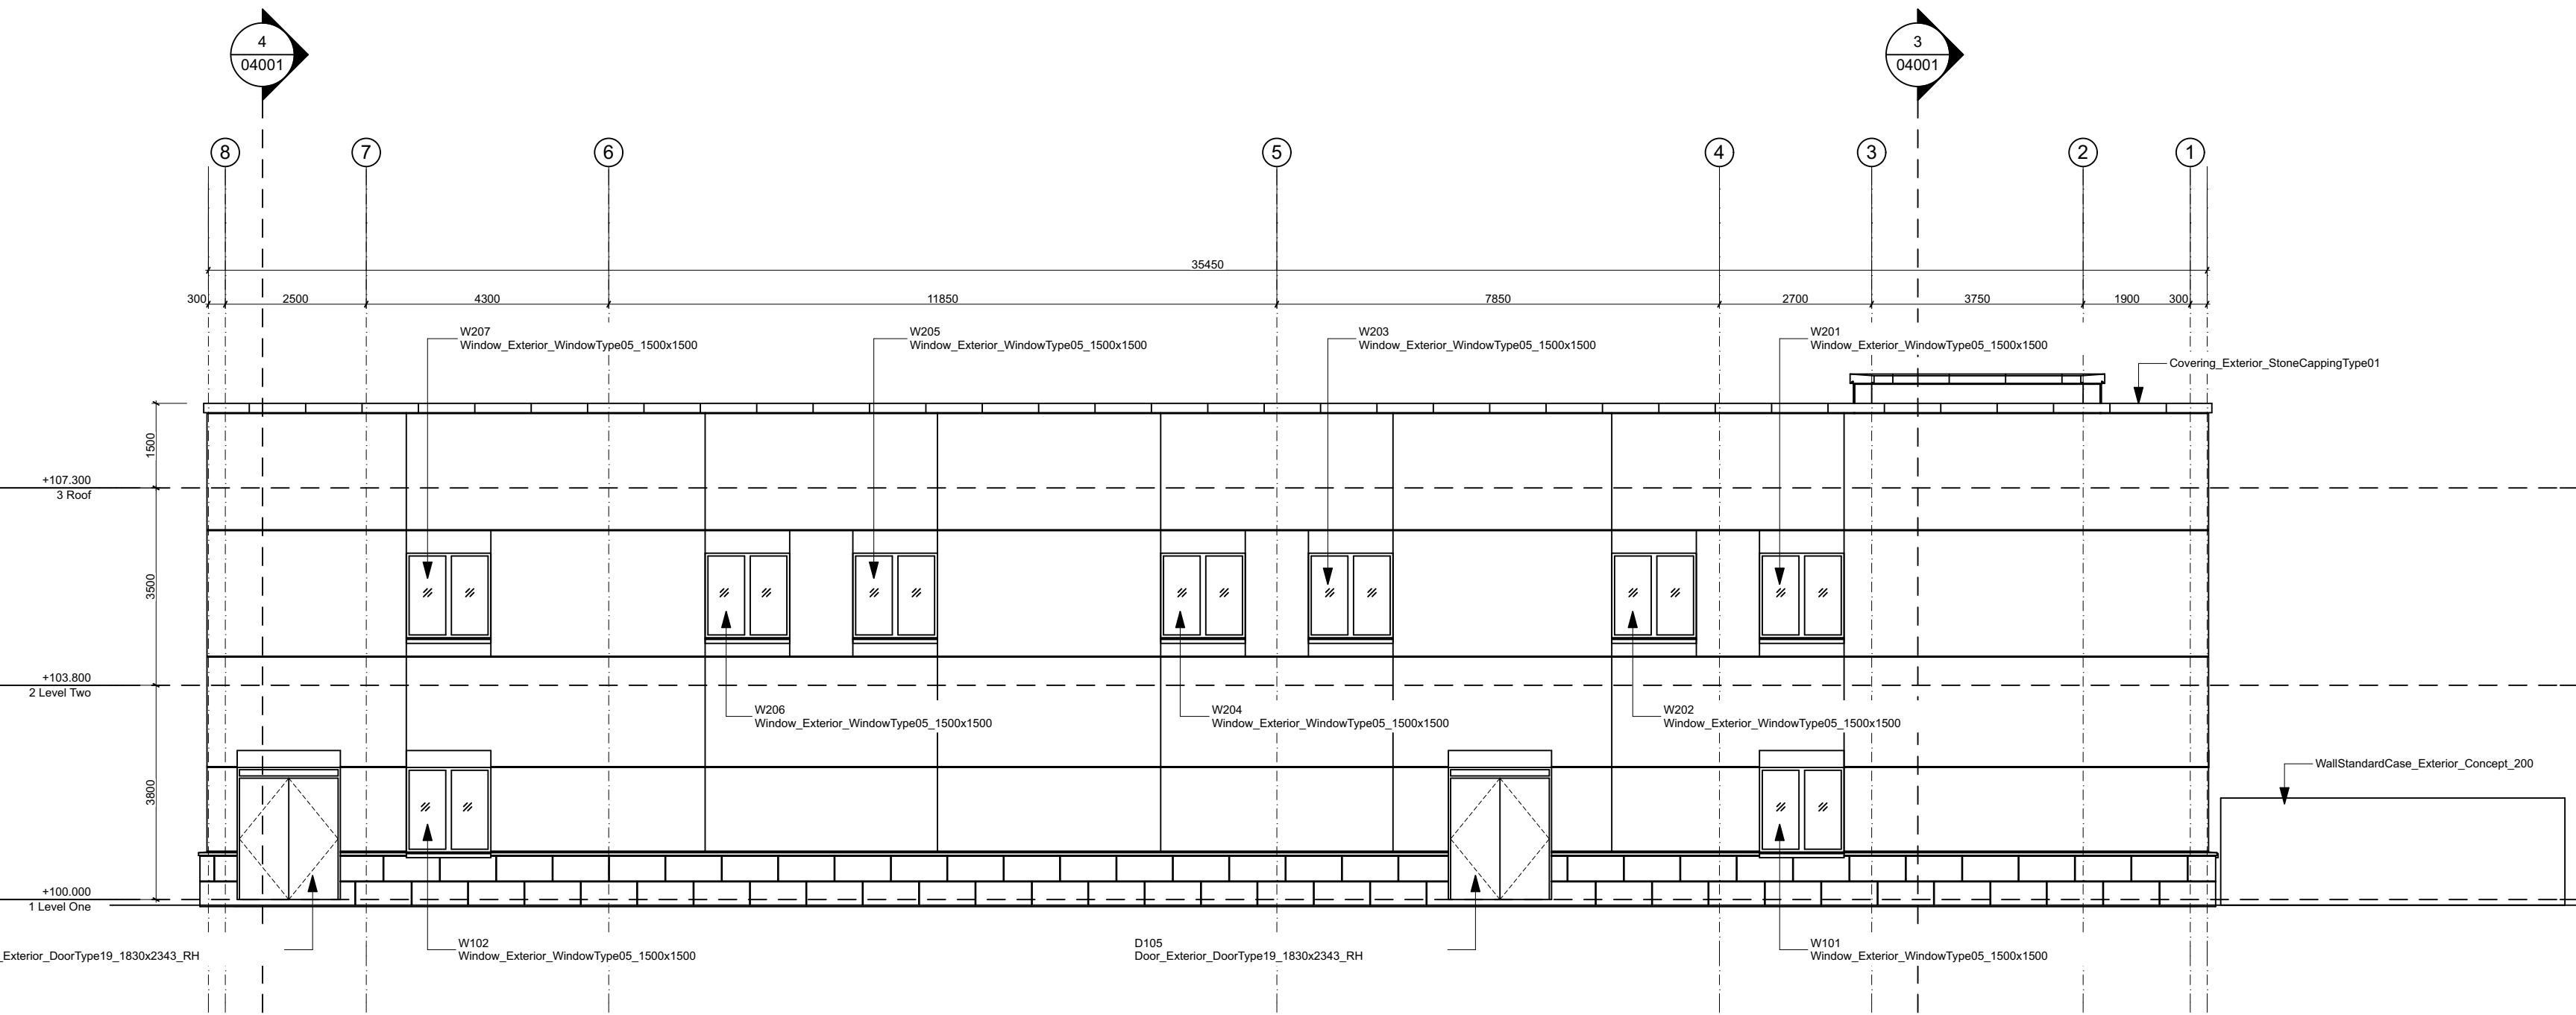 4
04001
3
04001
8
7
6
5
4
3
2
1
35450
300
2500
4300
11850
7850
2700
3750
1900
300
W207
Window_Exterior_WindowType05_1500x1500
W205
Window_Exterior_WindowType05_1500x1500
W203
Window_Exterior_WindowType05_1500x1500
W201
Window_Exterior_WindowType05_1500x1500
Covering_Exterior_StoneCappingType01
1500
+107.300
3 Roof
3500
+103.800
2 Level Two
W206
Window_Exterior_WindowType05_1500x1500
W204
Window_Exterior_WindowType05_1500x1500
W202
Window_Exterior_WindowType05_1500x1500
WallStandardCase_Exterior_Concept_200
3800
+100.000
1 Level One
_Exterior_DoorType19_1830x2343_RH
W102
Window_Exterior_WindowType05_1500x1500
D105
Door_Exterior_DoorType19_1830x2343_RH
W101
Window_Exterior_WindowType05_1500x1500